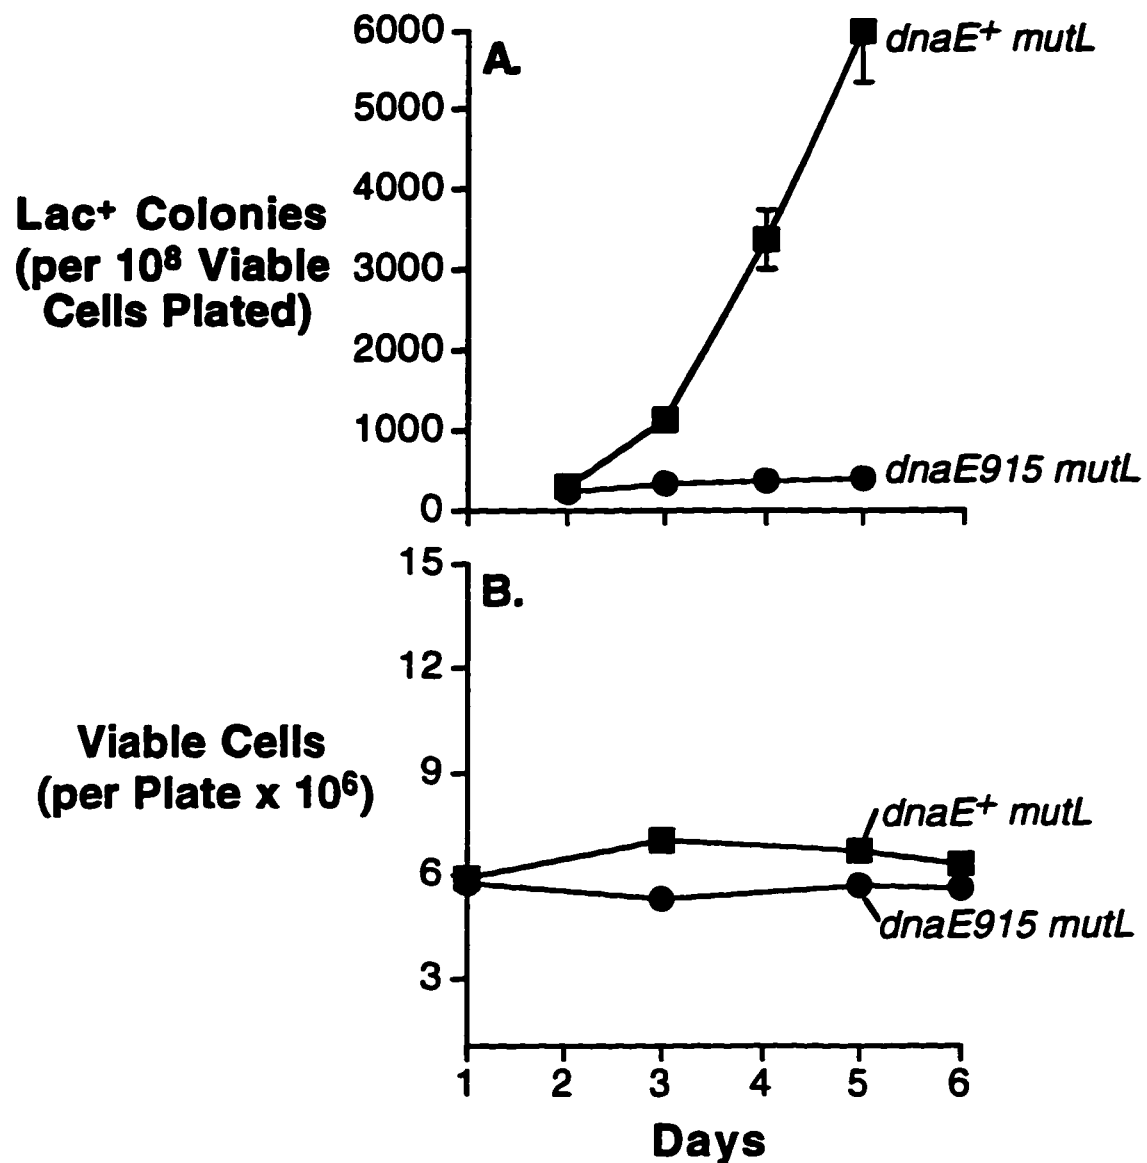 A.
6000
5000
4000
3000
2000
1000
0
Lac⁺ Colonies
(per 10⁸ Viable
Cells Plated)
dnaE⁺ mutL
dnaE915 mutL
B.
15
12
9
6
3
Viable Cells
(per Plate x 10⁶)
dnaE⁺ mutL
dnaE915 mutL
1 2 3 4 5 6
Days